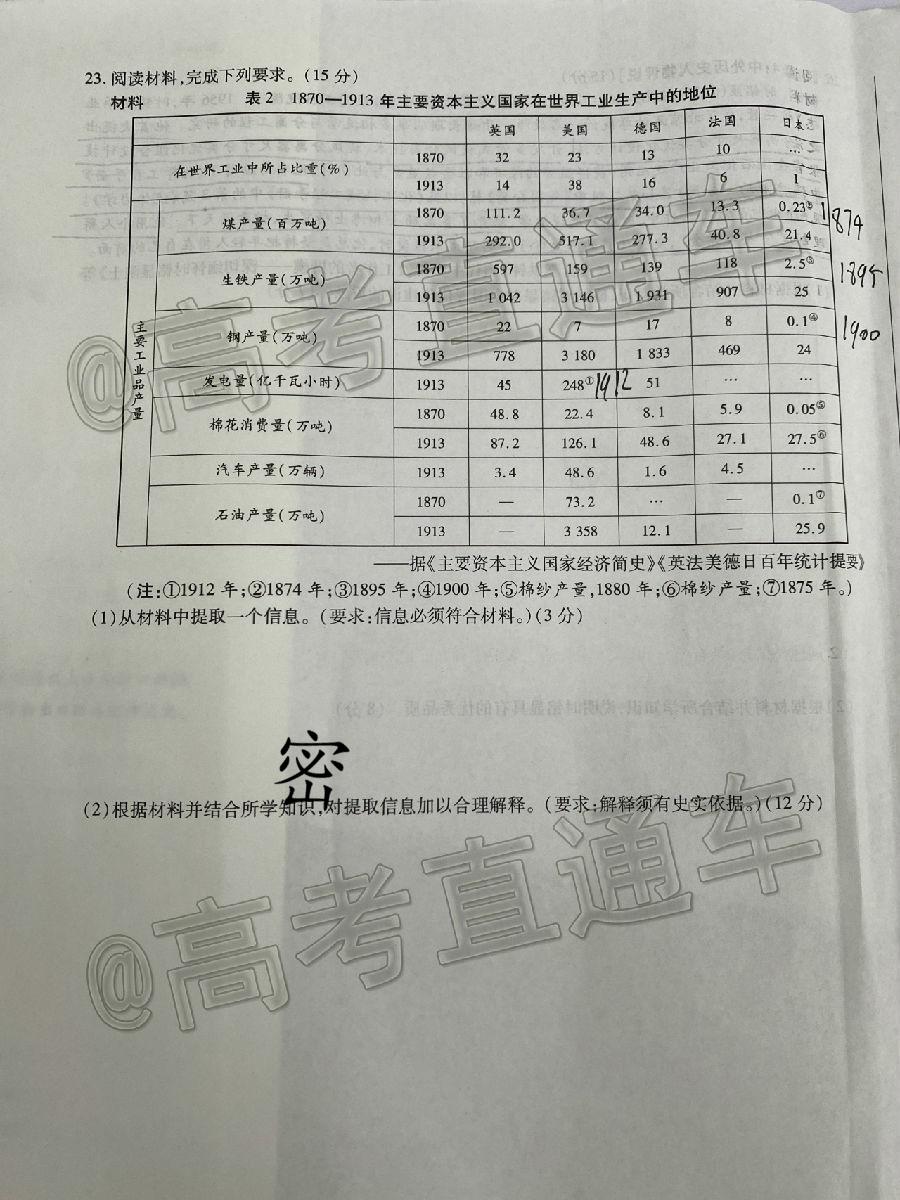 23. 阅读材料,完成下列要求。(15 分)
材料 表 2 1870—1913 年主要资本主义国家在世界工业生产中的地位
英国 美国 德国 法国 日本
在世界工业中所占比重(%) 1870 32 23 13 10 …
1913 14 38 16 6 1
主要工业品产量
煤产量(百万吨) 1870 111.2 36.7 34.0 13.3 0.23② 1874
1913 292.0 517.1 277.3 40.8 21.4
生铁产量(万吨) 1870 597 159 139 118 2.5③ 1895
1913 1 042 3 146 1 931 907 25
钢产量(万吨) 1870 22 7 17 8 0.1④ 1900
1913 778 3 180 1 833 469 24
发电量(亿千瓦小时) 1913 45 248① 1912 51 … …
棉花消费量(万吨) 1870 48.8 22.4 8.1 5.9 0.05⑤
1913 87.2 126.1 48.6 27.1 27.5⑥
汽车产量(万辆) 1913 3.4 48.6 1.6 4.5 …
石油产量(万吨) 1870 — 73.2 … — 0.1⑦
1913 — 3 358 12.1 — 25.9
——据《主要资本主义国家经济简史》《英法美德日百年统计提要》
(注:①1912 年;②1874 年;③1895 年;④1900 年;⑤棉纱产量,1880 年;⑥棉纱产量;⑦1875 年。)
(1)从材料中提取一个信息。(要求:信息必须符合材料。)(3 分)
密
(2)根据材料并结合所学知识,对提取信息加以合理解释。(要求:解释须有史实依据。)(12 分)
@高考直通车
@高考直通车